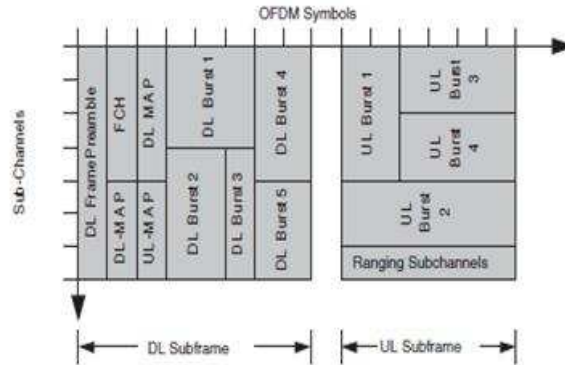 OFDM Symbols
Sub-Channels
DL Frame Preamble
FCH
DL-MAP
DL MAP
UL-MAP
DL Burst 1
DL Burst 2
DL Burst 3
DL Burst 4
DL Burst 5
UL Burst 1
UL
Burst
3
UL
Burst
4
UL
Burst
2
Ranging Subchannels
DL Subframe
UL Subframe